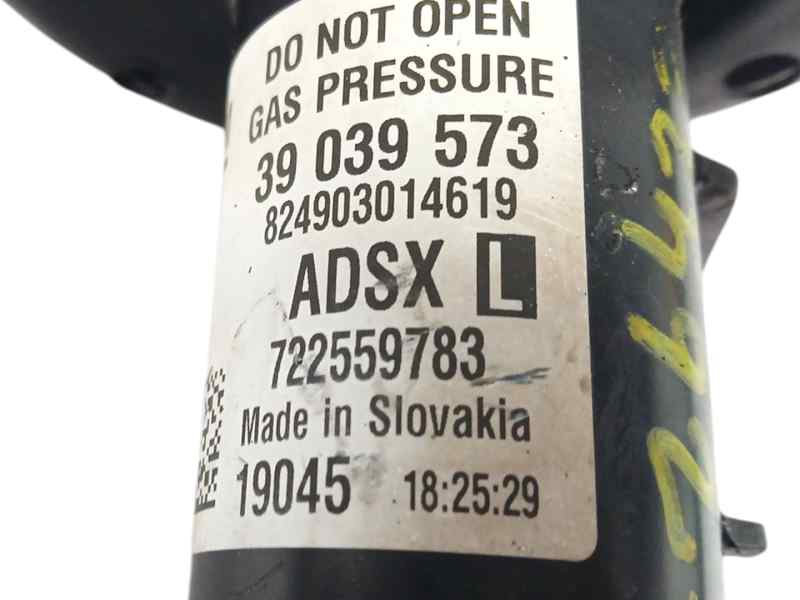 DO NOT OPEN
GAS PRESSURE
39 039 573
824903014619
ADSX L
722559783
Made in Slovakia
19045 18:25:29